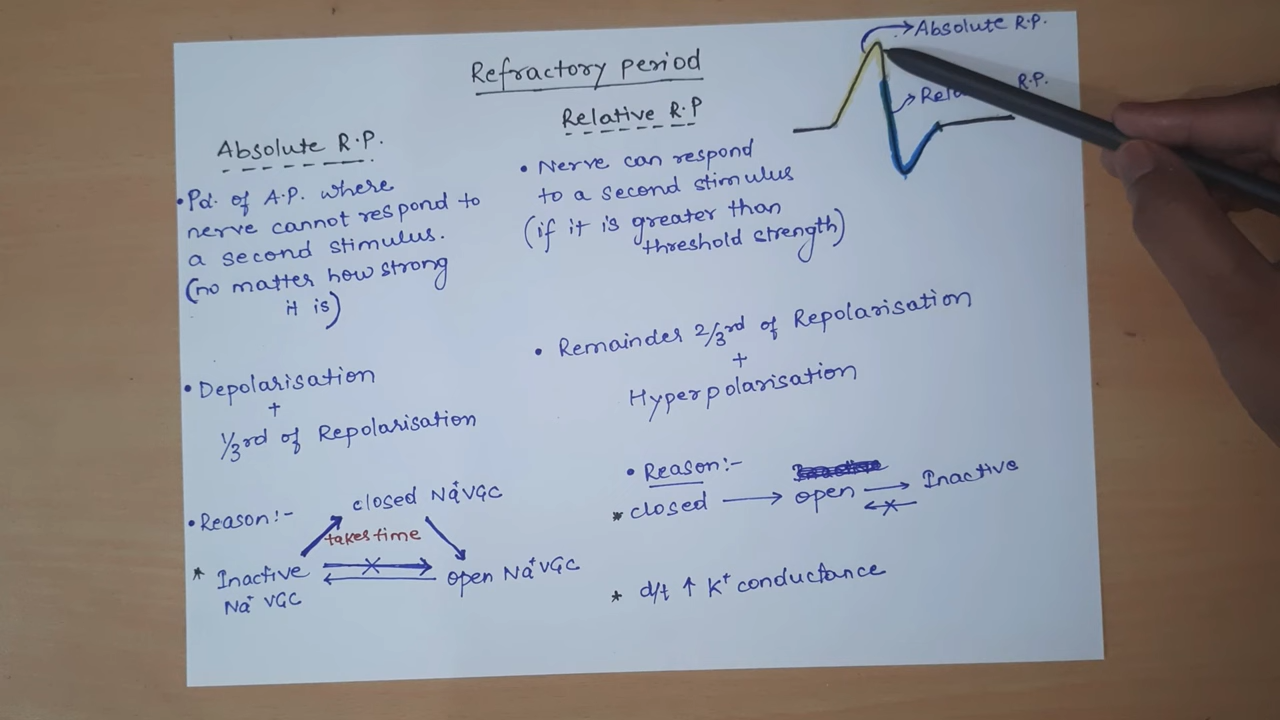 Refractory period
Absolute R.P.
• Pd. of A.P. where
nerve cannot respond to
a second stimulus.
(no matter how strong
it is)
• Depolarisation
+
1/3rd of Repolarisation
• Reason:-
closed Na⁺VGC
takes time
* Inactive
Na⁺ VGC
open Na⁺VGC
Relative R.P
• Nerve can respond
to a second stimulus
(if it is greater than
threshold strength)
• Remainder 2/3rd of Repolarisation
+
Hyperpolarisation
• Reason:-
* closed → open → Inactive
* d/t ↑ K⁺ conductance
Absolute R.P.
R.P.